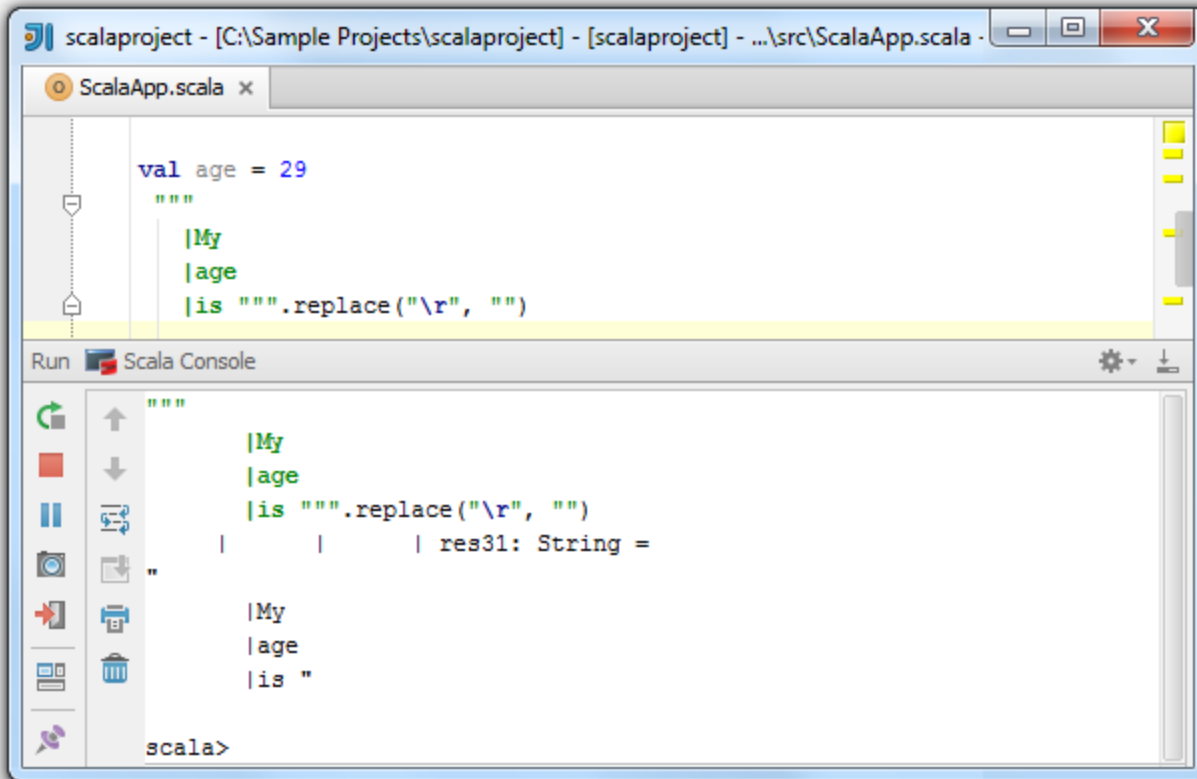 scalaproject - [C:\Sample Projects\scalaproject] - [scalaproject] - ...\src\ScalaApp.scala -
ScalaApp.scala
val age = 29
"""
|My
|age
|is """.replace("\r", "")
Run Scala Console
"""
|My
|age
|is """.replace("\r", "")
| | | res31: String =
"
|My
|age
|is "
scala>